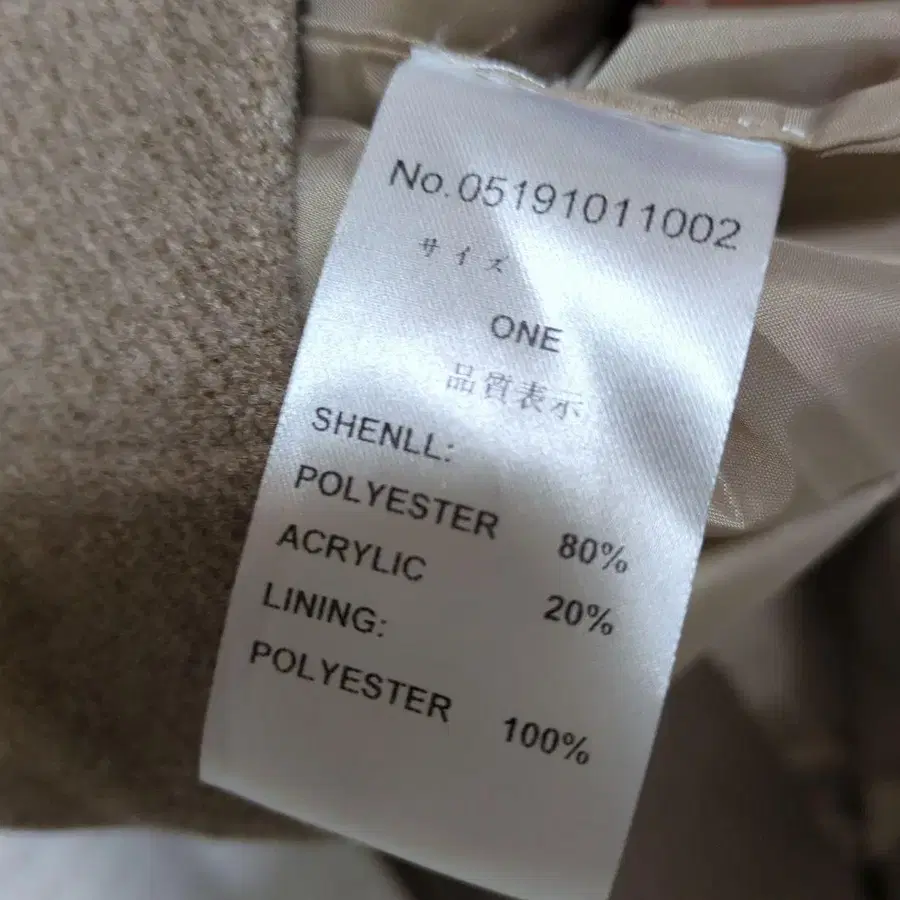 No.05191011002
サイズ
ONE
品質表示
SHENLL:
POLYESTER 80%
ACRYLIC 20%
LINING:
POLYESTER 100%